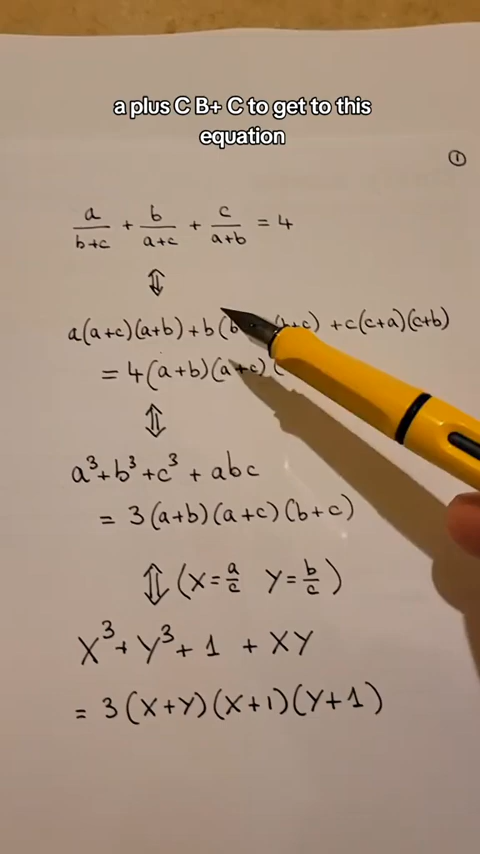 a plus C B+ C to get to this
equation
①
a/(b+c) + b/(a+c) + c/(a+b) = 4
⇕
a(a+c)(a+b) + b(b b+c) + c(c+a)(c+b)
= 4(a+b)(a+c)(
⇕
a³+b³+c³ + abc
= 3(a+b)(a+c)(b+c)
⇕ (X=a/c Y=b/c)
X³+Y³+1 + XY
= 3(X+Y)(X+1)(Y+1)